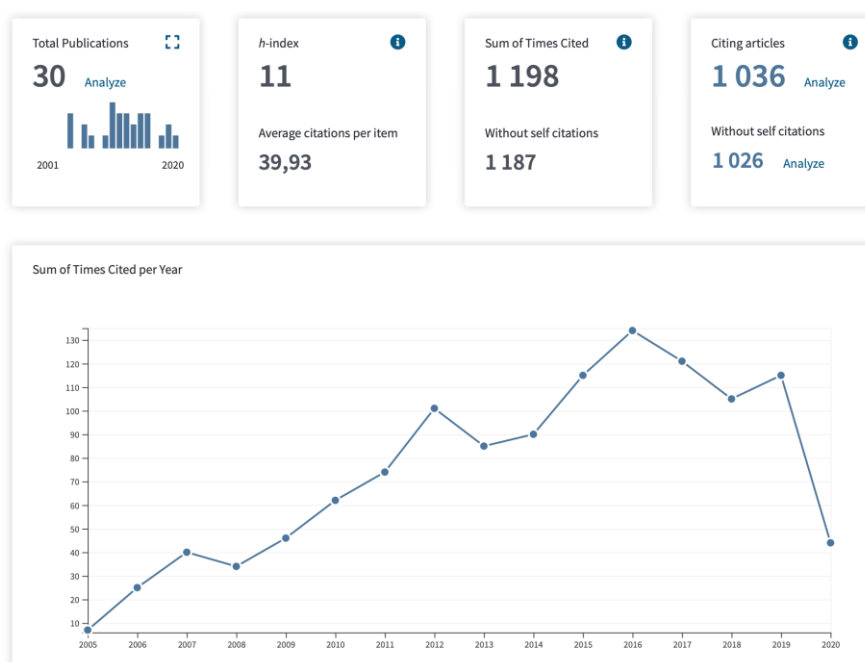 Total Publications
30 Analyze
2001 2020
h-index
11
Average citations per item
39,93
Sum of Times Cited
1 198
Without self citations
1 187
Citing articles
1 036 Analyze
Without self citations
1 026 Analyze
Sum of Times Cited per Year
130
120
110
100
90
80
70
60
50
40
30
20
10
2005 2006 2007 2008 2009 2010 2011 2012 2013 2014 2015 2016 2017 2018 2019 2020